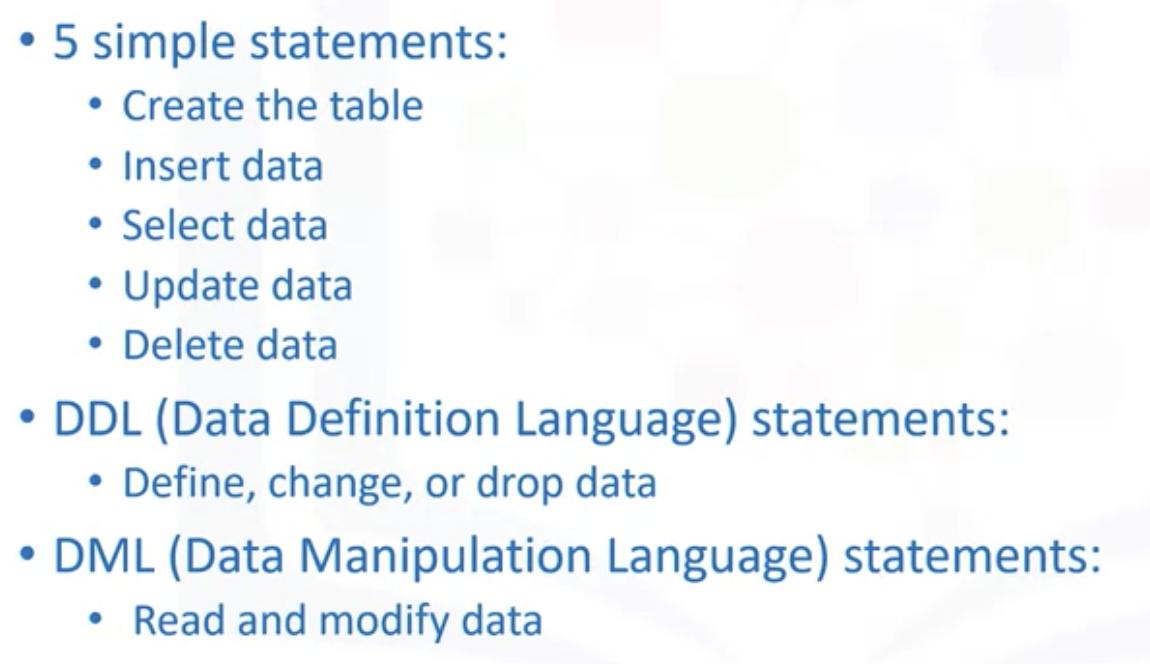 • 5 simple statements:
• Create the table
• Insert data
• Select data
• Update data
• Delete data
• DDL (Data Definition Language) statements:
• Define, change, or drop data
• DML (Data Manipulation Language) statements:
• Read and modify data